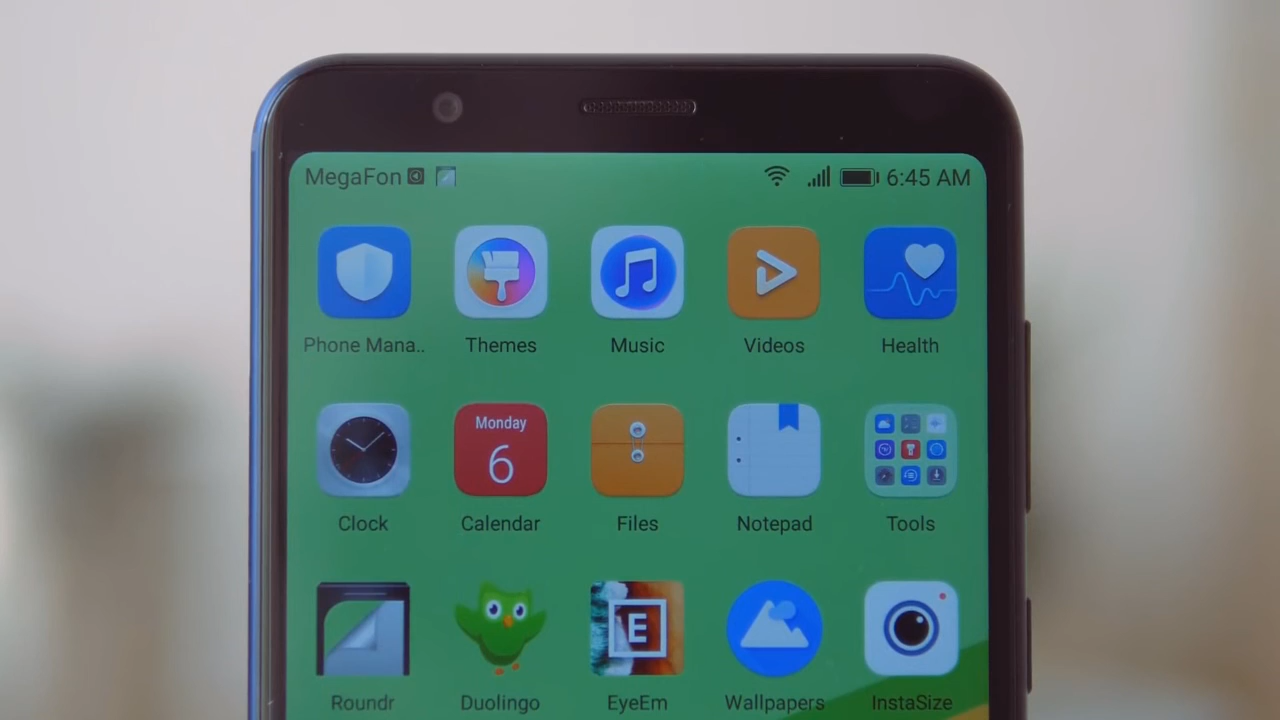 MegaFon 6:45 AM
Phone Mana.. Themes Music Videos Health
Monday
6
Clock Calendar Files Notepad Tools
E
Roundr Duolingo EyeEm Wallpapers InstaSize